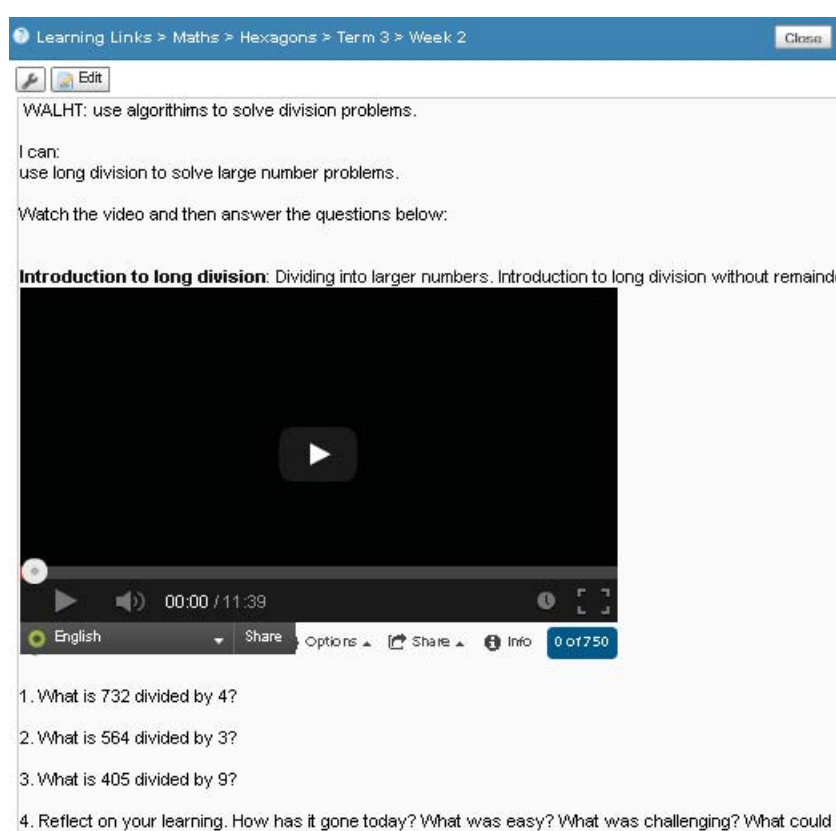 Learning Links > Maths > Hexagons > Term 3 > Week 2 Close
Edit
WALHT: use algorithims to solve division problems.
I can:
use long division to solve large number problems.
Watch the video and then answer the questions below:
Introduction to long division: Dividing into larger numbers. Introduction to long division without remainde
00:00 / 11:39
English Share Options Share Info 0 of 750
1. What is 732 divided by 4?
2. What is 564 divided by 3?
3. What is 405 divided by 9?
4. Reflect on your learning. How has it gone today? What was easy? What was challenging? What could